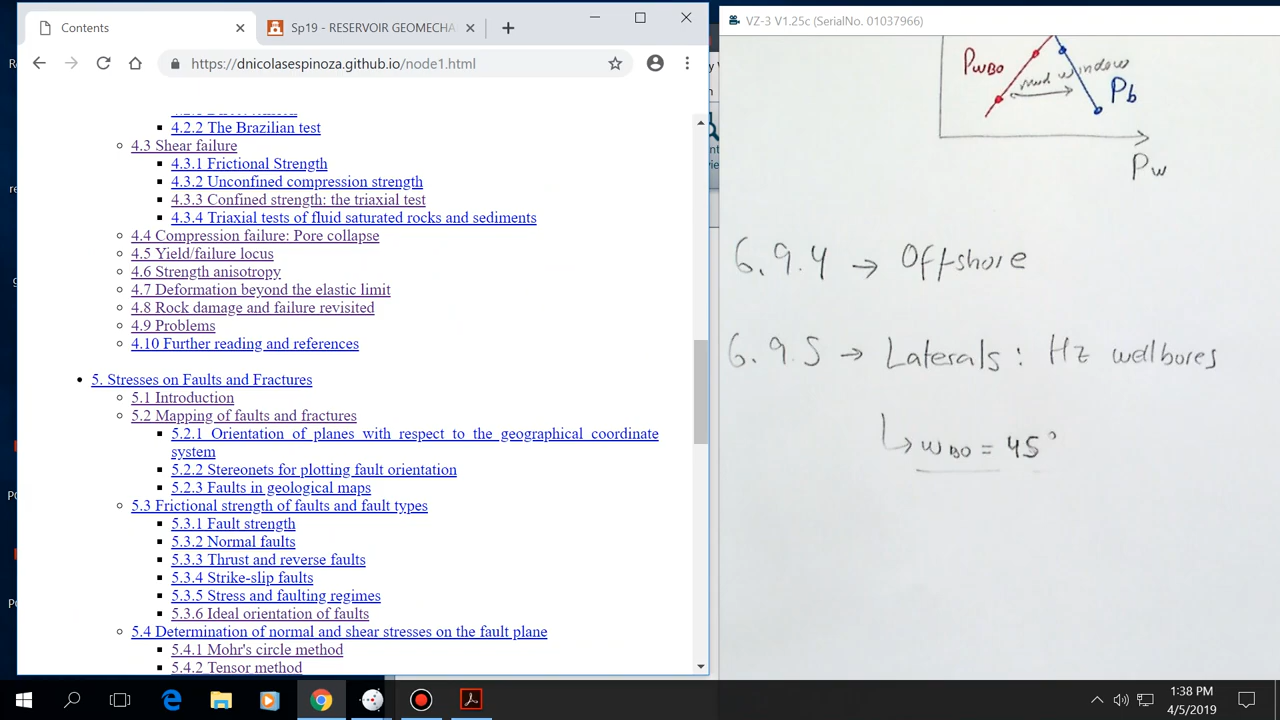 Contents
Sp19 - RESERVOIR GEOMECHA
https://dnicolasespinoza.github.io/node1.html
4.2.2 The Brazilian test
4.3 Shear failure
4.3.1 Frictional Strength
4.3.2 Unconfined compression strength
4.3.3 Confined strength: the triaxial test
4.3.4 Triaxial tests of fluid saturated rocks and sediments
4.4 Compression failure: Pore collapse
4.5 Yield/failure locus
4.6 Strength anisotropy
4.7 Deformation beyond the elastic limit
4.8 Rock damage and failure revisited
4.9 Problems
4.10 Further reading and references
5. Stresses on Faults and Fractures
5.1 Introduction
5.2 Mapping of faults and fractures
5.2.1 Orientation of planes with respect to the geographical coordinate
system
5.2.2 Stereonets for plotting fault orientation
5.2.3 Faults in geological maps
5.3 Frictional strength of faults and fault types
5.3.1 Fault strength
5.3.2 Normal faults
5.3.3 Thrust and reverse faults
5.3.4 Strike-slip faults
5.3.5 Stress and faulting regimes
5.3.6 Ideal orientation of faults
5.4 Determination of normal and shear stresses on the fault plane
5.4.1 Mohr's circle method
5.4.2 Tensor method
VZ-3 V1.25c (SerialNo. 01037966)
PWBO
mud window
Pb
Pw
6.9.4 → Offshore
6.9.5 → Laterals: Hz wellbores
↳ wBO = 45°
1:38 PM
4/5/2019